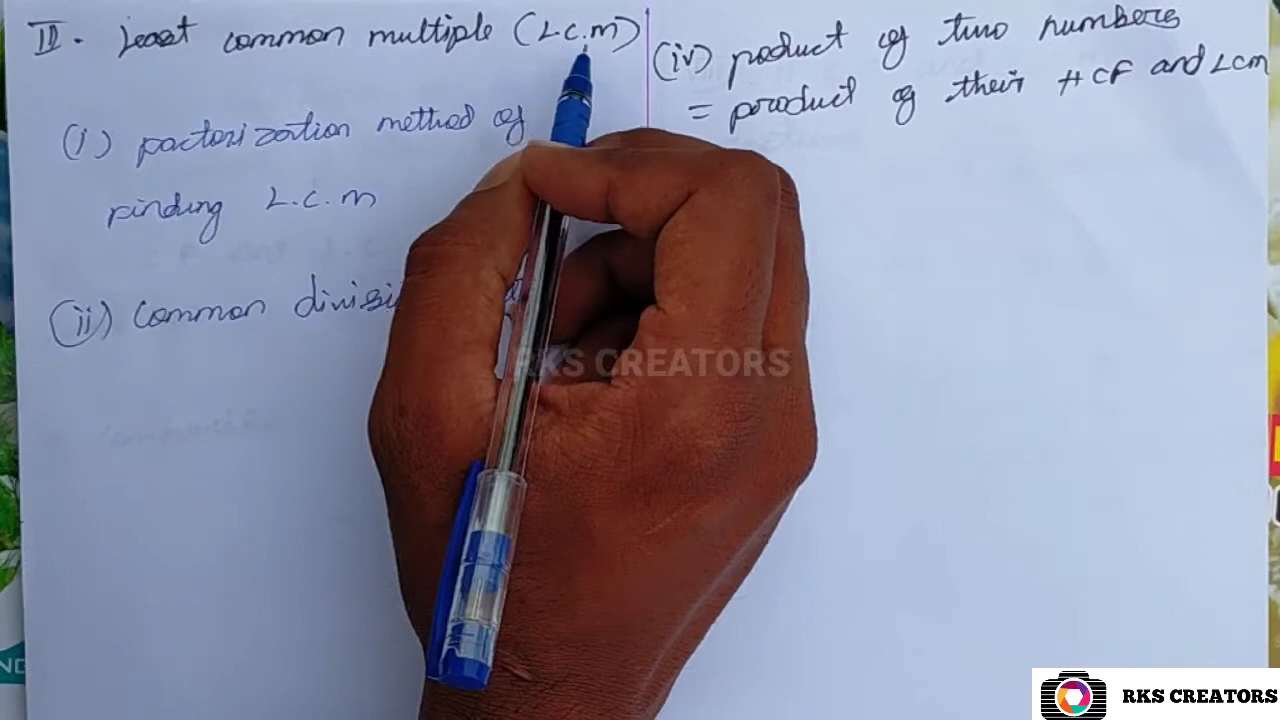 II. Least common multiple (L.C.M)
(i) Factorization method of
Finding L.C.M
(ii) Common
(iv) product of two numbers
= product of their HCF and LCM
RKS CREATORS
RKS CREATORS